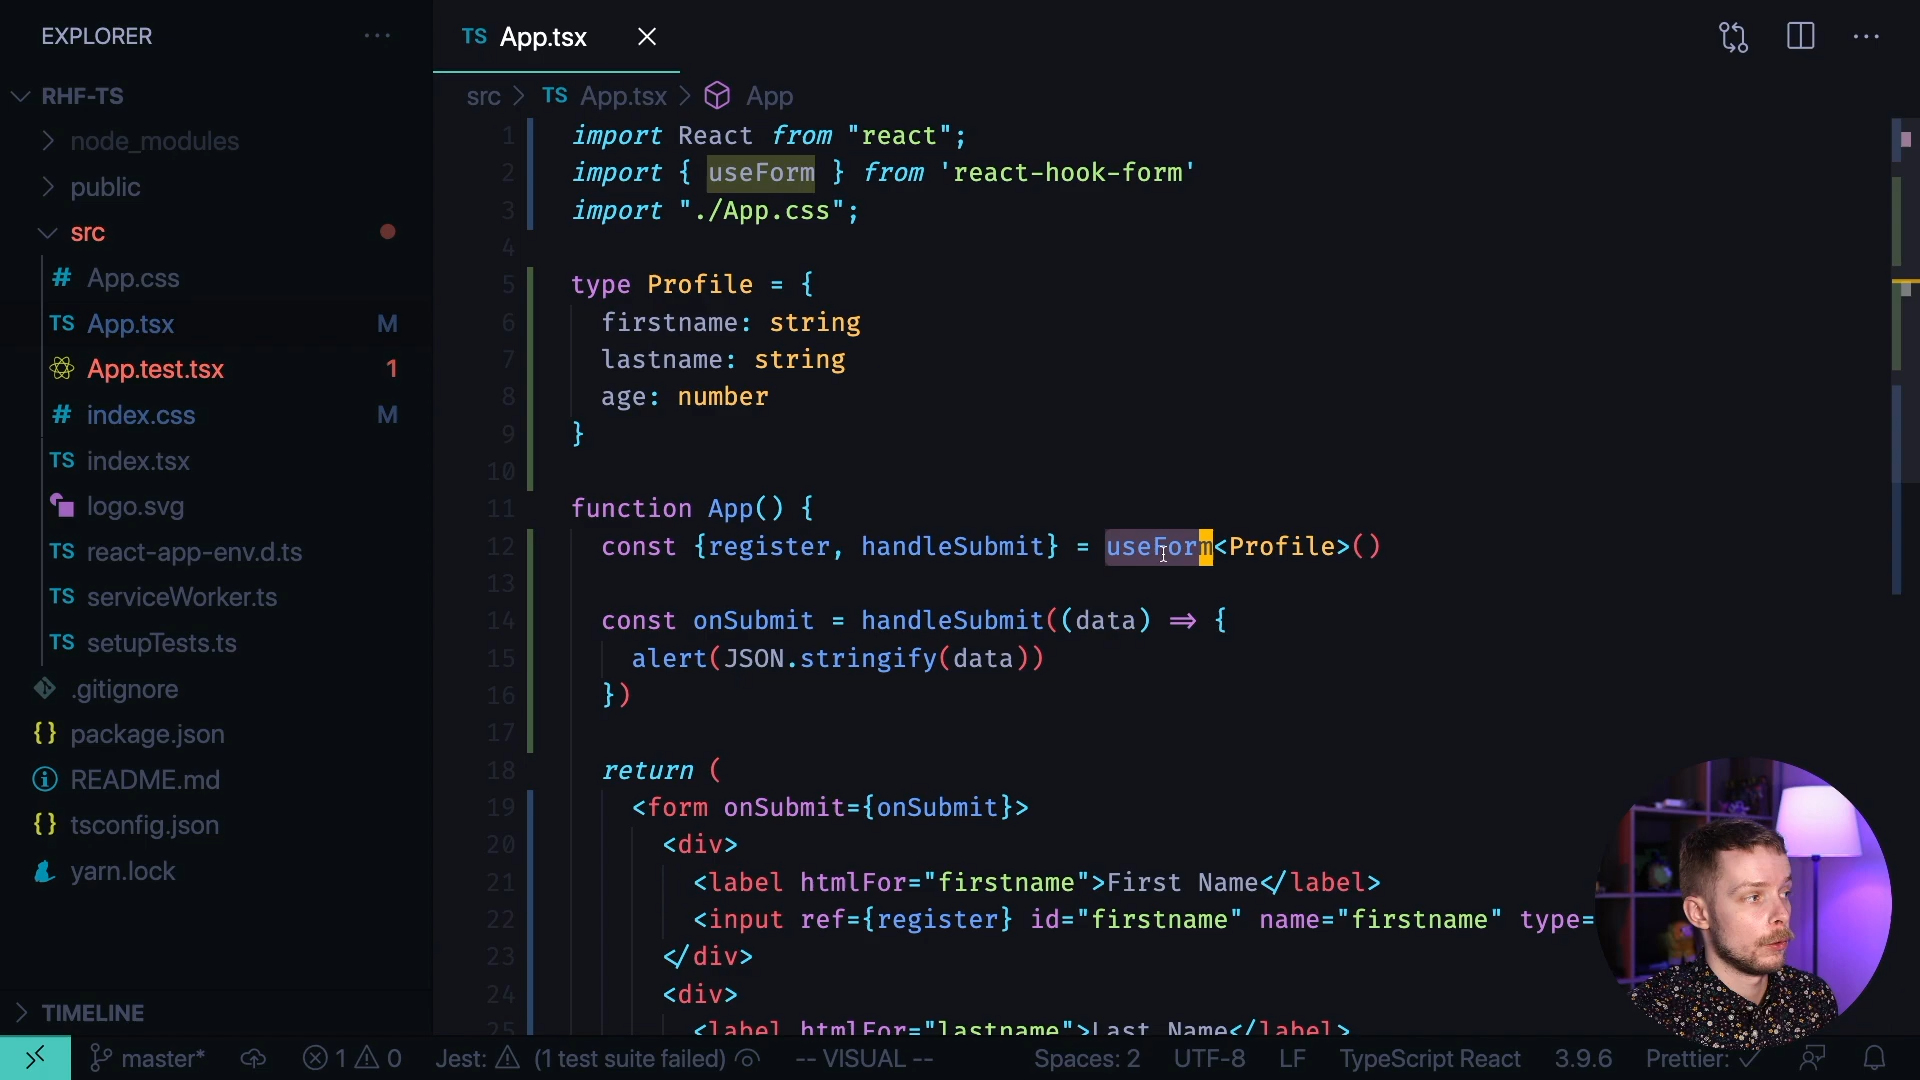 EXPLORER
RHF-TS
node_modules
public
src
# App.css
TS App.tsx M
App.test.tsx 1
# index.css M
TS index.tsx
logo.svg
TS react-app-env.d.ts
TS serviceWorker.ts
TS setupTests.ts
.gitignore
{} package.json
README.md
{} tsconfig.json
yarn.lock
TIMELINE
TS App.tsx
src > TS App.tsx > App
1 import React from "react";
2 import { useForm } from 'react-hook-form'
3 import "./App.css";
4
5 type Profile = {
6 firstname: string
7 lastname: string
8 age: number
9 }
10
11 function App() {
12 const {register, handleSubmit} = useForm<Profile>()
13
14 const onSubmit = handleSubmit((data) => {
15 alert(JSON.stringify(data))
16 })
17
18 return (
19 <form onSubmit={onSubmit}>
20 <div>
21 <label htmlFor="firstname">First Name</label>
22 <input ref={register} id="firstname" name="firstname" type=
23 </div>
24 <div>
25 <label htmlFor="lastname">Last Name</label>
master* 1 0 Jest: (1 test suite failed) -- VISUAL -- Spaces: 2 UTF-8 LF TypeScript React 3.9.6 Prettier: ✓